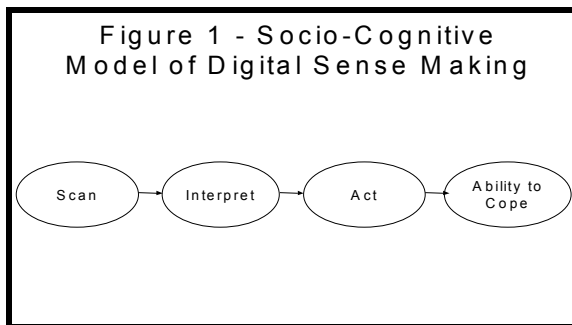 Figure 1 - Socio-Cognitive
Model of Digital Sense Making
Scan
Interpret
Act
Ability to
Cope